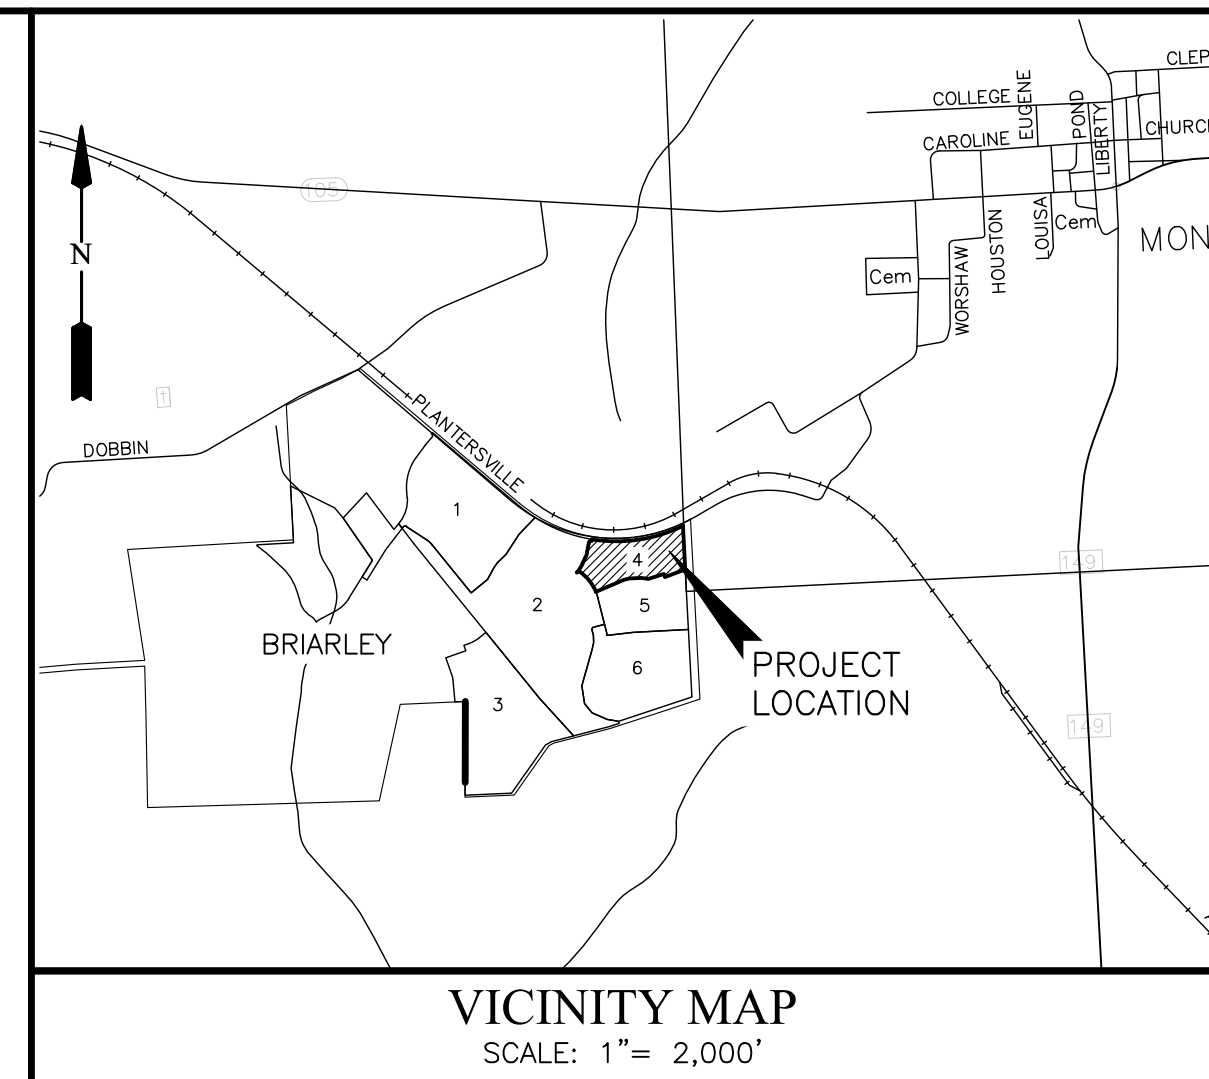 CLEP
COLLEGE
EUGENE
POND
LIBERTY
CHURCH
CAROLINE
105
HOUSTON
LOUISA
Cem
MON
N
WORSHAW
Cem
PLANTERSVILLE
DOBBIN
1
4
149
2
5
BRIARLEY
6
PROJECT
LOCATION
3
149
VICINITY MAP
SCALE: 1"= 2,000'